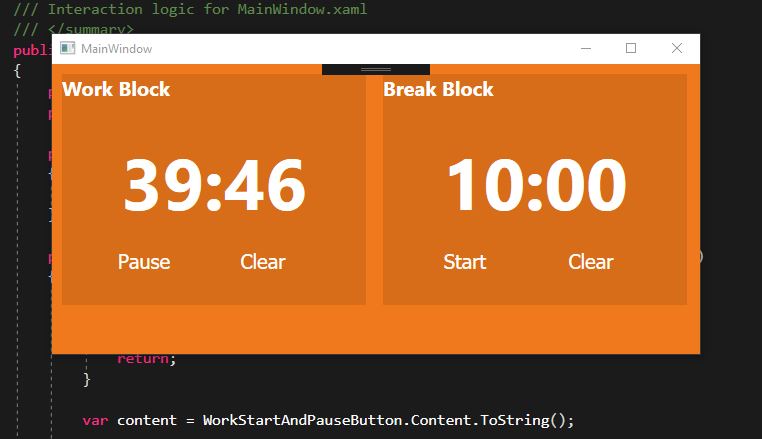 /// Interaction logic for MainWindow.xaml
/// </summary>
MainWindow
{
Work Block
Break Block
39:46
10:00
Pause
Clear
Start
Clear
return;
}
var content = WorkStartAndPauseButton.Content.ToString();